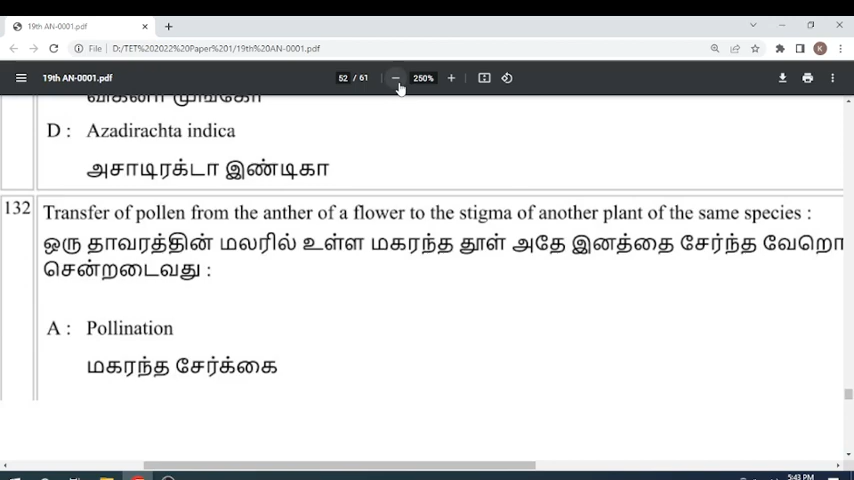 19th AN-0001.pdf
File D:/TET%202022%20Paper%201/19th%20AN-0001.pdf
K
19th AN-0001.pdf
52 / 61
250%
D : Azadirachta indica
அசாடிரக்டா இண்டிகா
132 Transfer of pollen from the anther of a flower to the stigma of another plant of the same species :
ஒரு தாவரத்தின் மலரில் உள்ள மகரந்த தூள் அதே இனத்தை சேர்ந்த
சென்றடைவது :
A : Pollination
மகரந்த சேர்க்கை
5:43 PM